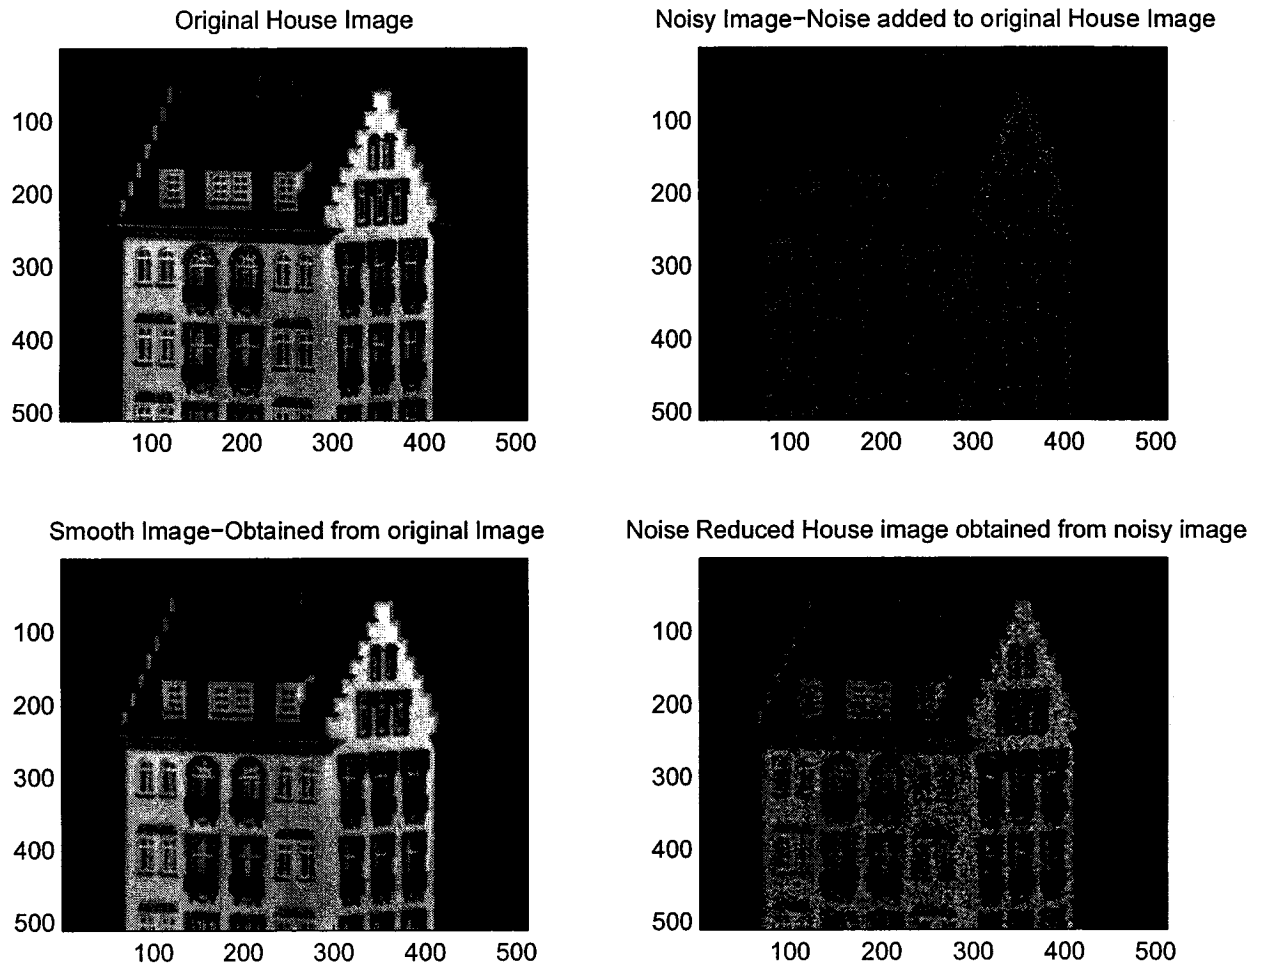 Original House Image
Noisy Image−Noise added to original House Image
100
200
300
400
500
100 200 300 400 500
100
200
300
400
500
100 200 300 400 500
Smooth Image−Obtained from original Image
Noise Reduced House image obtained from noisy image
100
200
300
400
500
100 200 300 400 500
100
200
300
400
500
100 200 300 400 500